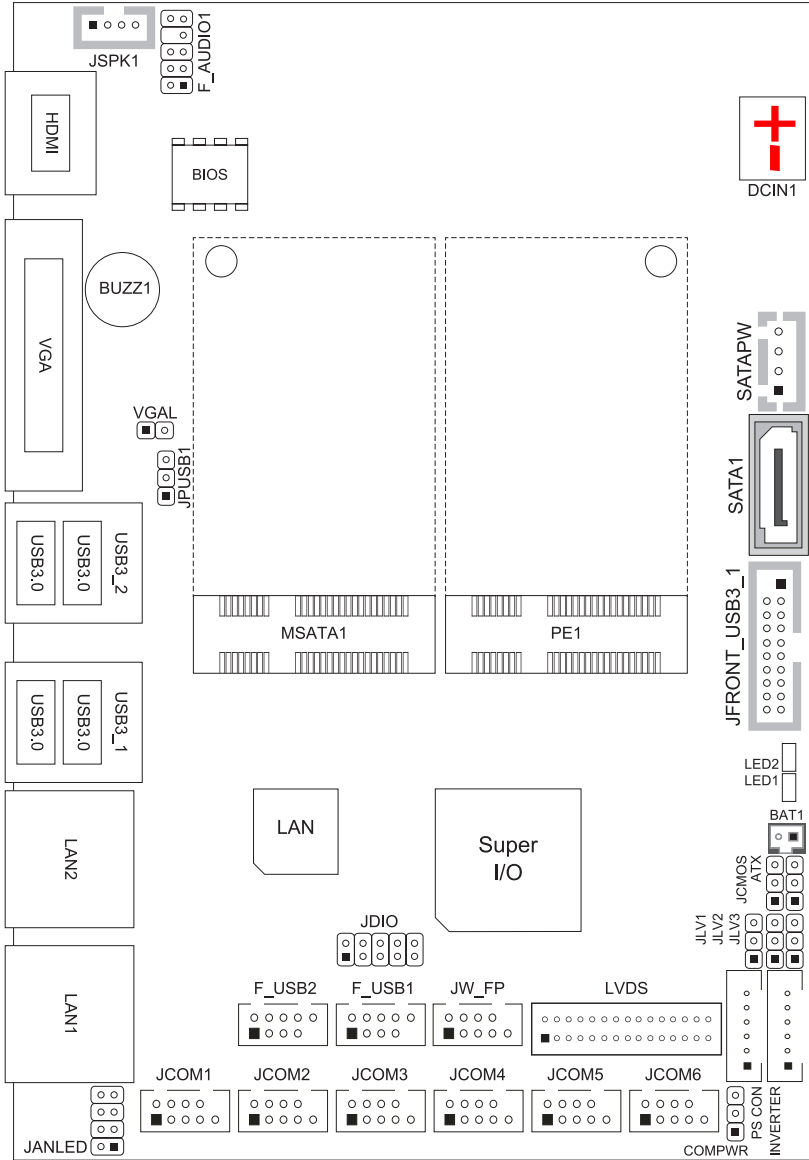 JSPK1
F_AUDIO1
HDMI
BIOS
DCIN1
BUZZ1
VGA
SATAPW
VGAL
JPUSB1
SATA1
USB3.0
USB3.0
USB3_2
MSATA1
PE1
JFRONT_USB3_1
USB3.0
USB3.0
USB3_1
LED2
LED1
LAN2
LAN
Super
I/O
BAT1
JCMOS
ATX
JDIO
JLV1
JLV2
JLV3
LAN1
F_USB2
F_USB1
JW_FP
LVDS
JCOM1
JCOM2
JCOM3
JCOM4
JCOM5
JCOM6
PS CON
INVERTER
JANLED
COMPWR